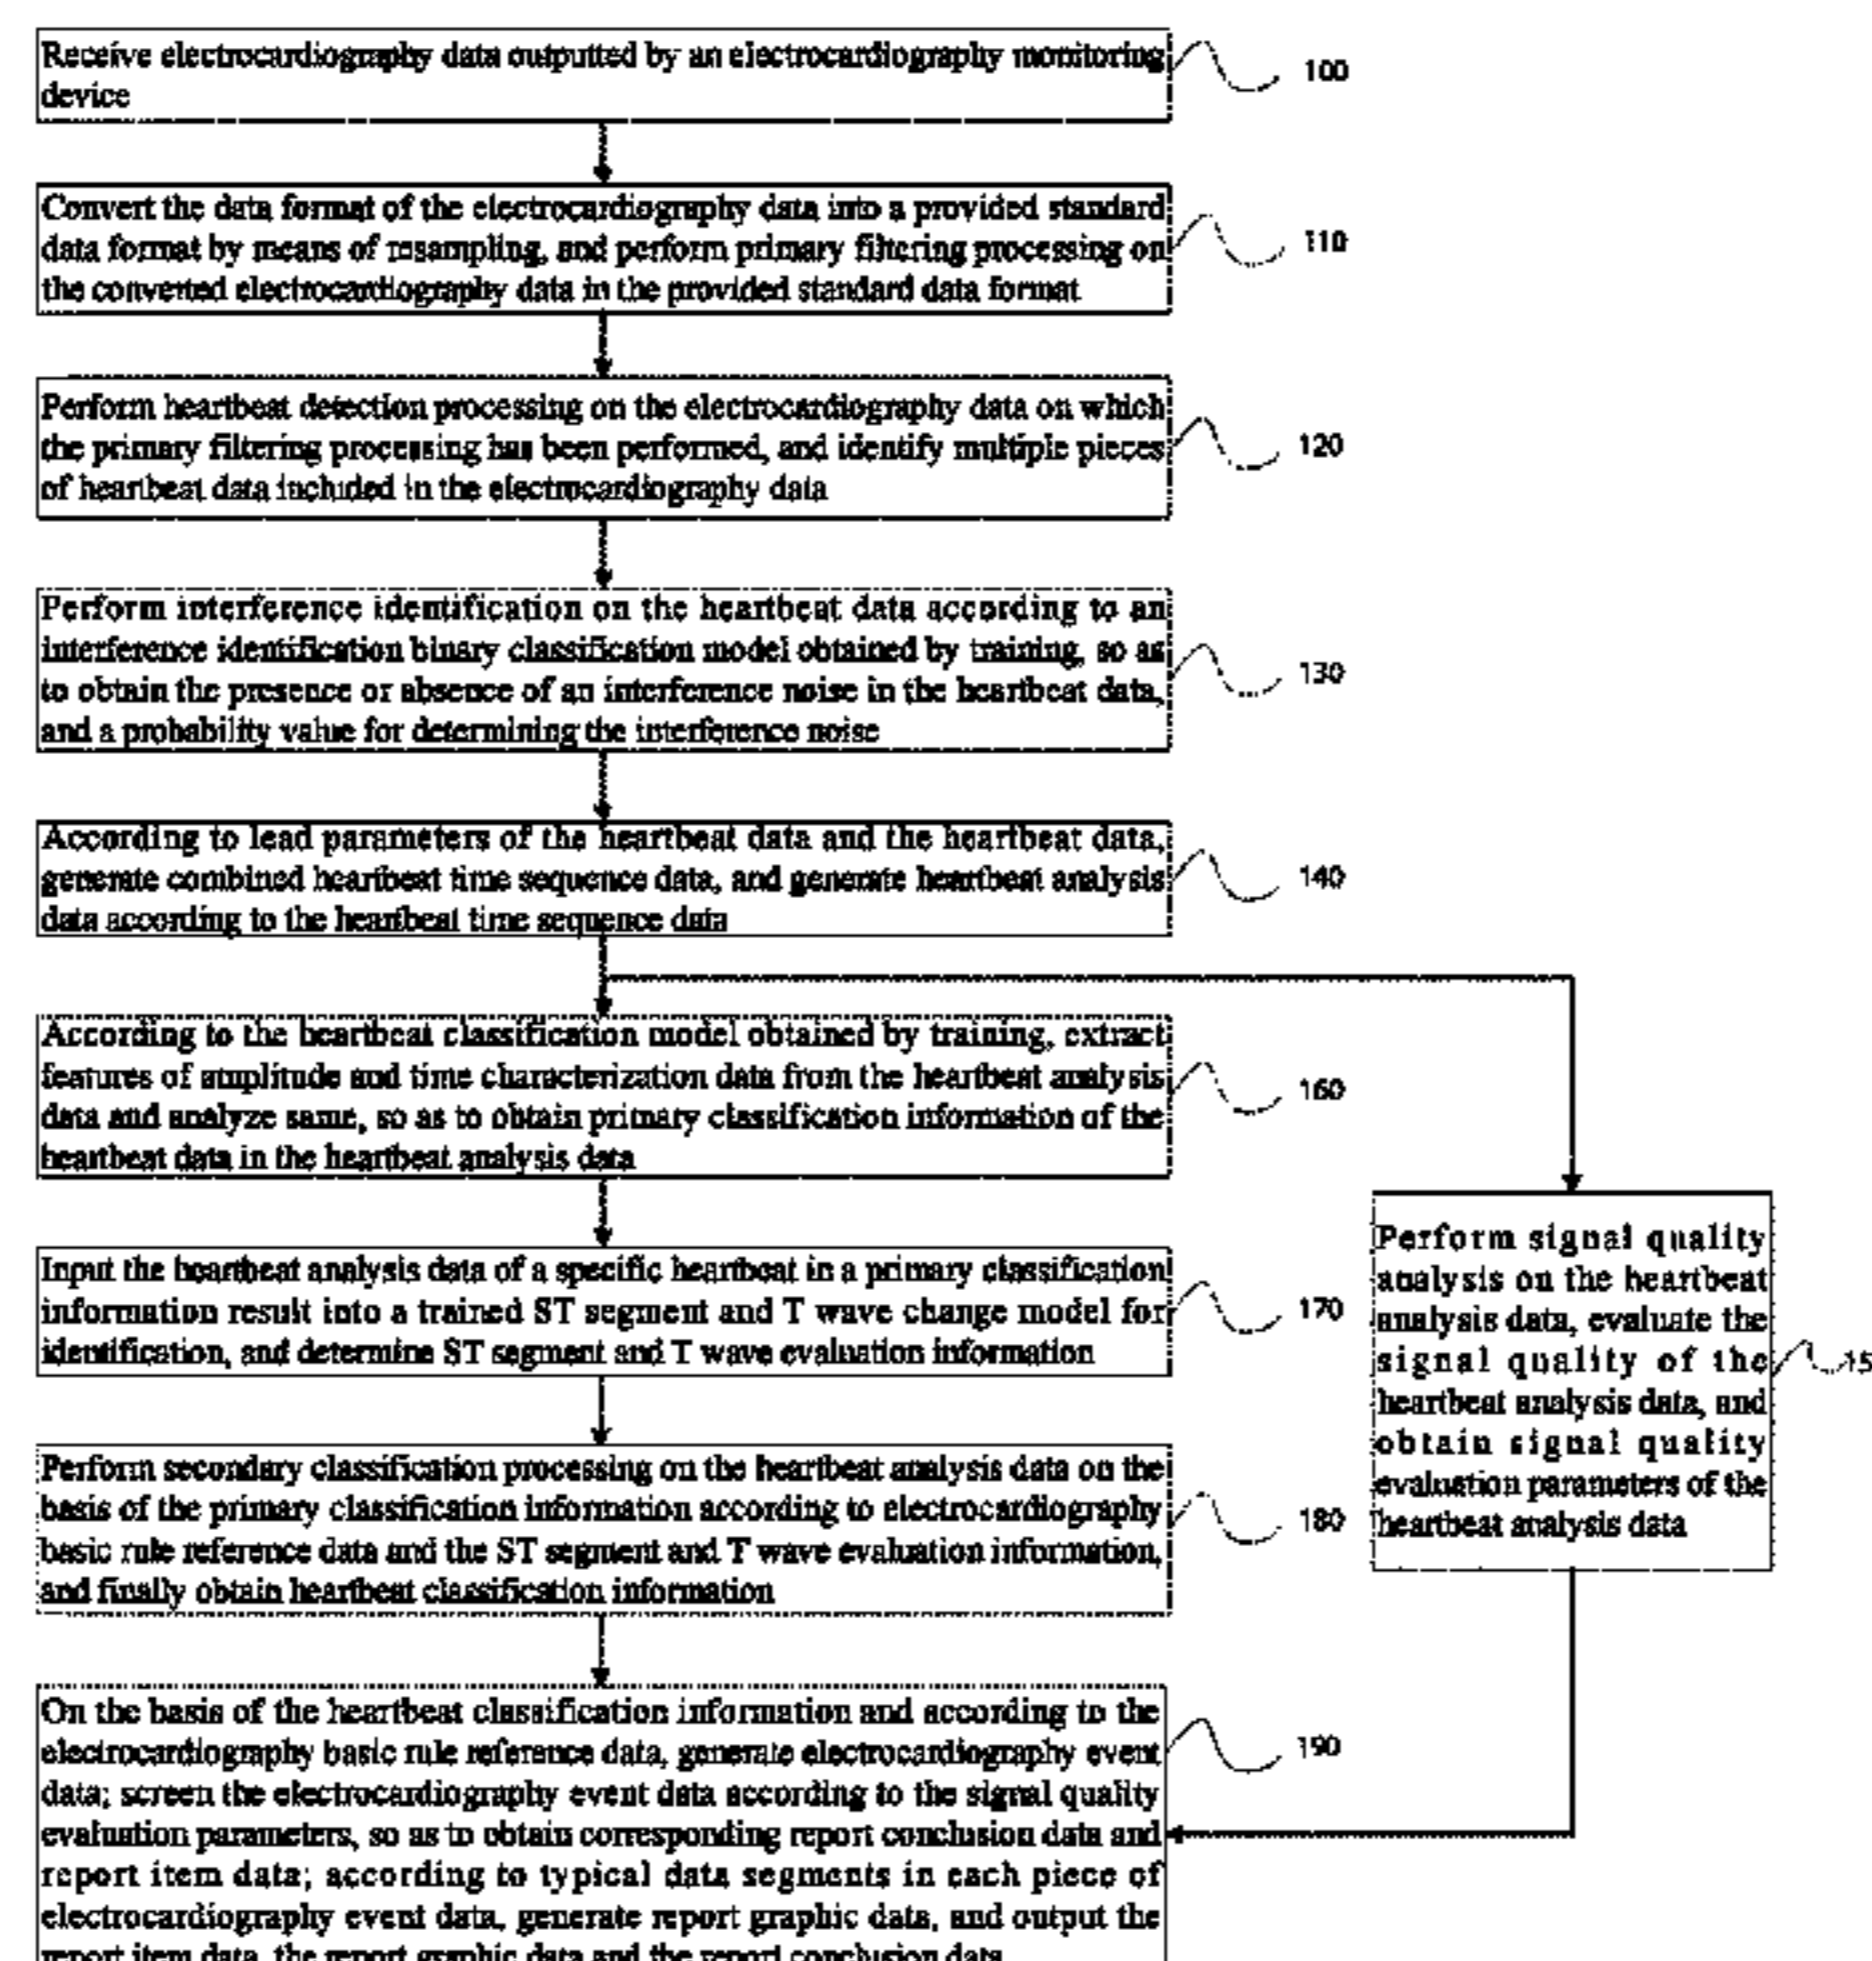 Receive electrocardiography data outputted by an electrocardiography monitoring
device
100
Convert the data format of the electrocardiography data into a provided standard
data format by means of resampling, and perform primary filtering processing on
the converted electrocardiography data in the provided standard data format
110
Perform heartbeat detection processing on the electrocardiography data on which
the primary filtering processing has been performed, and identify multiple pieces
of heartbeat data included in the electrocardiography data
120
Perform interference identification on the heartbeat data according to an
interference identification binary classification model obtained by training, so as
to obtain the presence or absence of an interference noise in the heartbeat data,
and a probability value for determining the interference noise
130
According to lead parameters of the heartbeat data and the heartbeat data,
generate combined heartbeat time sequence data, and generate heartbeat analysis
data according to the heartbeat time sequence data
140
According to the heartbeat classification model obtained by training, extract
features of amplitude and time characterization data from the heartbeat analysis
data and analyze same, so as to obtain primary classification information of the
heartbeat data in the heartbeat analysis data
160
Input the heartbeat analysis data of a specific heartbeat in a primary classification
information result into a trained ST segment and T wave change model for
identification, and determine ST segment and T wave evaluation information
170
Perform signal quality
analysis on the heartbeat
analysis data, evaluate the
signal quality of the
heartbeat analysis data, and
obtain signal quality
evaluation parameters of the
heartbeat analysis data
15
Perform secondary classification processing on the heartbeat analysis data on the
basis of the primary classification information according to electrocardiography
basic rule reference data and the ST segment and T wave evaluation information,
and finally obtain heartbeat classification information
180
On the basis of the heartbeat classification information and according to the
electrocardiography basic rule reference data, generate electrocardiography event
data; screen the electrocardiography event data according to the signal quality
evaluation parameters, so as to obtain corresponding report conclusion data and
report item data; according to typical data segments in each piece of
electrocardiography event data, generate report graphic data, and output the
report item data, the report graphic data and the report conclusion data
190